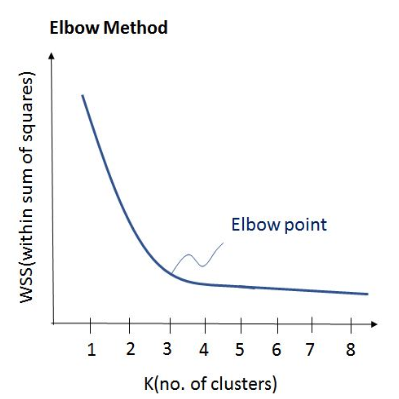 Elbow Method
WSS(within sum of squares)
Elbow point
1 2 3 4 5 6 7 8
K(no. of clusters)